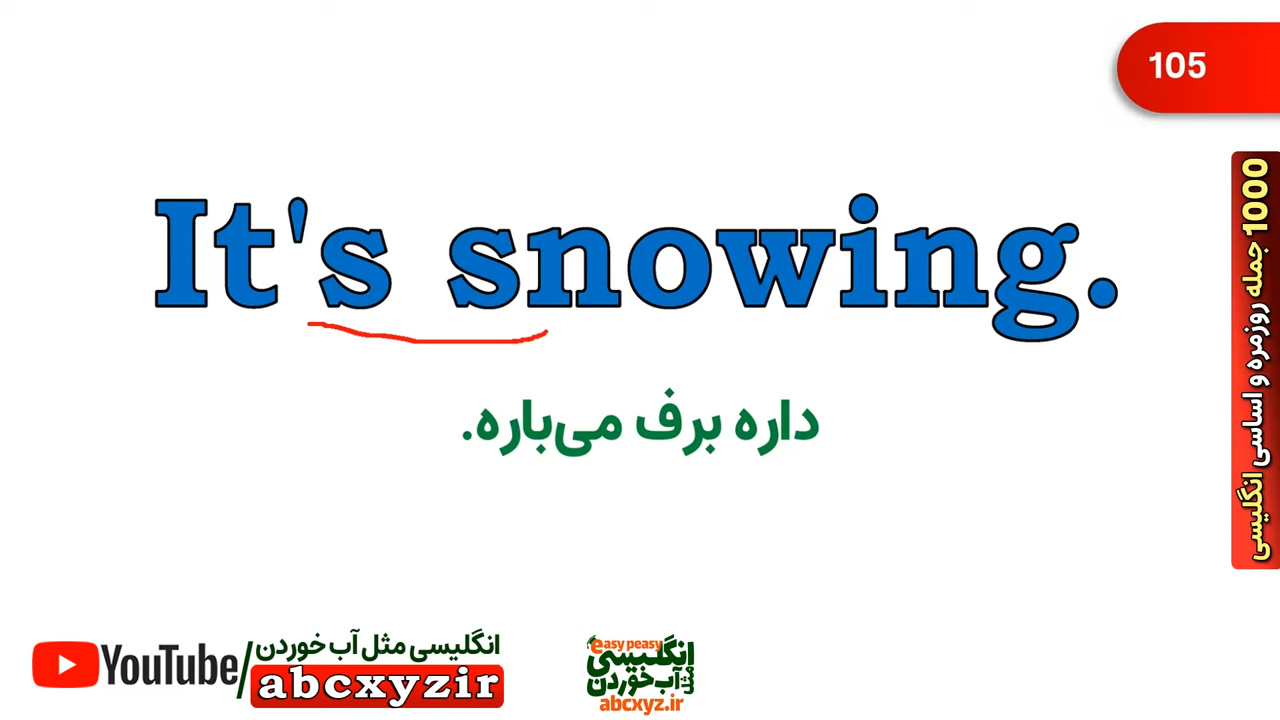 105
It's snowing.
داره برف می‌باره.
1000 جمله روزمره و اساسی انگلیسی
YouTube/
انگلیسی مثل آب خوردن
abcxyzir
easy peasy
انگلیسی
مثل
آب خوردن
abcxyz.ir